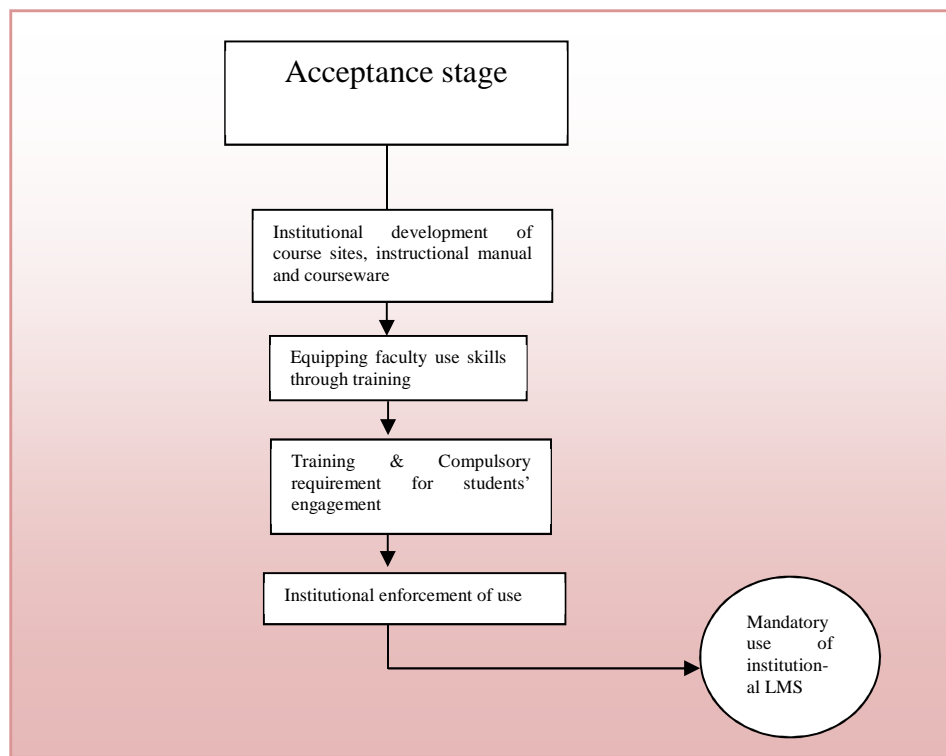 Acceptance stage
Institutional development of
course sites, instructional manual
and courseware
Equipping faculty use skills
through training
Training & Compulsory
requirement for students’
engagement
Institutional enforcement of use
Mandatory
use of
institution-
al LMS